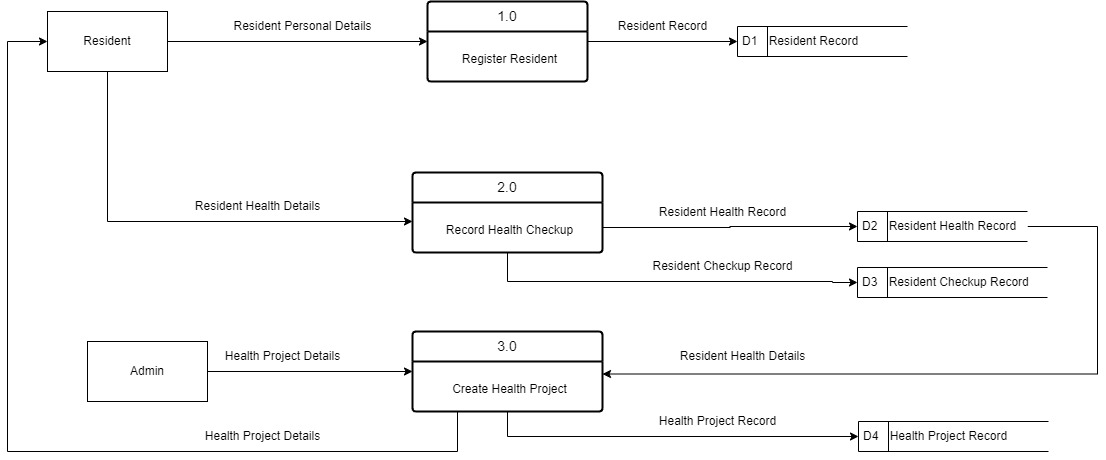 Resident
Resident Personal Details
1.0
Register Resident
Resident Record
D1
Resident Record
Resident Health Details
2.0
Record Health Checkup
Resident Health Record
D2
Resident Health Record
Resident Checkup Record
D3
Resident Checkup Record
Admin
Health Project Details
3.0
Create Health Project
Resident Health Details
Health Project Record
D4
Health Project Record
Health Project Details